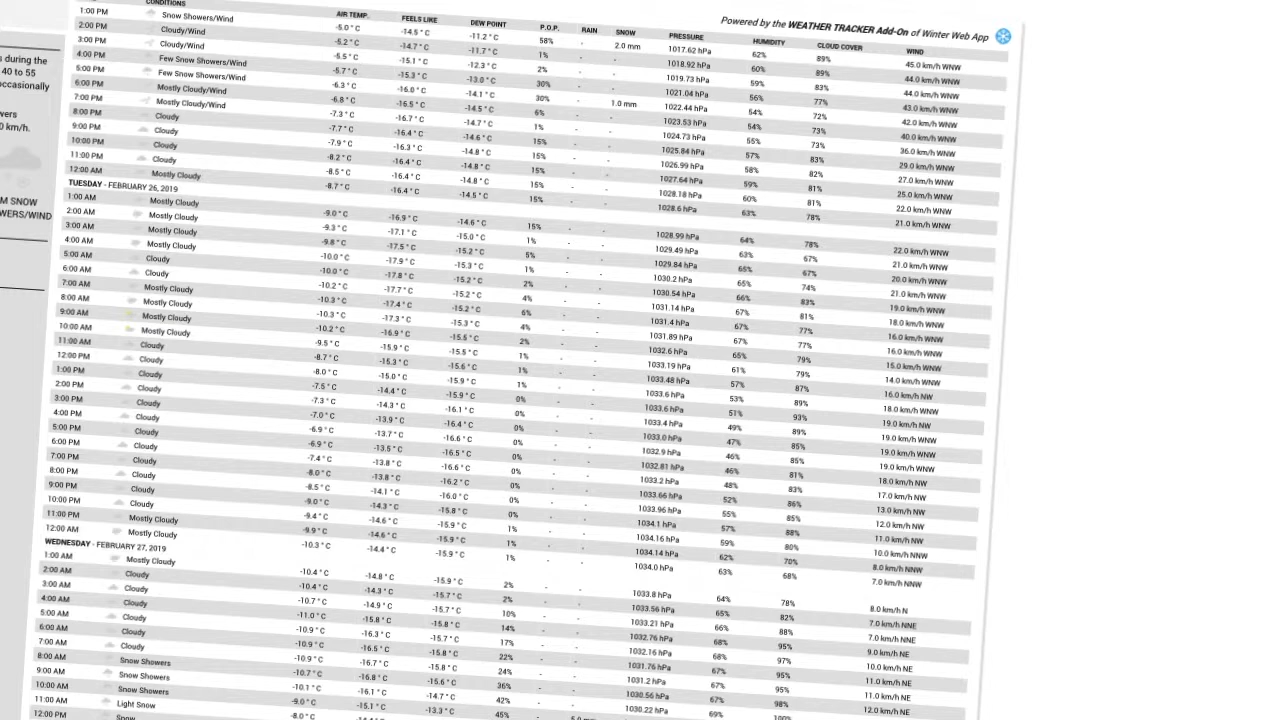 s during the
40 to 55
occasionally
wers
0 km/h.
M SNOW
WERS/WIND
Powered by the WEATHER TRACKER Add-On of Winter Web App
CONDITIONS AIR TEMP. FEELS LIKE DEW POINT P.O.P. RAIN SNOW PRESSURE HUMIDITY CLOUD COVER WIND
1:00 PM Snow Showers/Wind -5.0 °C -14.5 °C -11.2 °C 58% - 2.0 mm 1017.62 hPa 62% 89% 45.0 km/h WNW
2:00 PM Cloudy/Wind -5.2 °C -14.7 °C -11.7 °C 1% - - 1018.92 hPa 60% 89% 44.0 km/h WNW
3:00 PM Cloudy/Wind -5.5 °C -15.1 °C -12.3 °C 2% - - 1019.73 hPa 59% 83% 44.0 km/h WNW
4:00 PM Few Snow Showers/Wind -5.7 °C -15.3 °C -13.0 °C 30% - - 1021.04 hPa 56% 77% 43.0 km/h WNW
5:00 PM Few Snow Showers/Wind -6.3 °C -16.0 °C -14.1 °C 30% - 1.0 mm 1022.44 hPa 54% 72% 42.0 km/h WNW
6:00 PM Mostly Cloudy/Wind -6.8 °C -16.5 °C -14.5 °C 6% - - 1023.53 hPa 54% 73% 40.0 km/h WNW
7:00 PM Mostly Cloudy/Wind -7.3 °C -16.7 °C -14.7 °C 1% - - 1024.73 hPa 55% 73% 36.0 km/h WNW
8:00 PM Cloudy -7.7 °C -16.4 °C -14.6 °C 15% - - 1025.84 hPa 57% 83% 29.0 km/h WNW
9:00 PM Cloudy -7.9 °C -16.3 °C -14.8 °C 15% - - 1026.99 hPa 58% 82% 27.0 km/h WNW
10:00 PM Cloudy -8.2 °C -16.4 °C -14.8 °C 15% - - 1027.64 hPa 59% 81% 25.0 km/h WNW
11:00 PM Cloudy -8.5 °C -16.4 °C -14.8 °C 15% - - 1028.18 hPa 60% 81% 22.0 km/h WNW
12:00 AM Mostly Cloudy -8.7 °C -16.4 °C -14.5 °C 15% - - 1028.6 hPa 63% 78% 21.0 km/h WNW
TUESDAY - FEBRUARY 26, 2019
1:00 AM Mostly Cloudy -9.0 °C -16.9 °C -14.6 °C 15% - - 1028.99 hPa 64% 78% 22.0 km/h WNW
2:00 AM Mostly Cloudy -9.3 °C -17.1 °C -15.0 °C 1% - - 1029.49 hPa 63% 67% 21.0 km/h WNW
3:00 AM Mostly Cloudy -9.8 °C -17.5 °C -15.2 °C 5% - - 1029.84 hPa 65% 67% 20.0 km/h WNW
4:00 AM Mostly Cloudy -10.0 °C -17.9 °C -15.3 °C 1% - - 1030.2 hPa 65% 74% 21.0 km/h WNW
5:00 AM Cloudy -10.0 °C -17.8 °C -15.2 °C 2% - - 1030.54 hPa 66% 83% 19.0 km/h WNW
6:00 AM Cloudy -10.2 °C -17.7 °C -15.2 °C 4% - - 1031.14 hPa 67% 81% 18.0 km/h WNW
7:00 AM Mostly Cloudy -10.3 °C -17.4 °C -15.2 °C 6% - - 1031.4 hPa 67% 77% 16.0 km/h WNW
8:00 AM Mostly Cloudy -10.3 °C -17.3 °C -15.3 °C 4% - - 1031.89 hPa 67% 77% 16.0 km/h WNW
9:00 AM Mostly Cloudy -10.2 °C -16.9 °C -15.5 °C 2% - - 1032.6 hPa 65% 79% 15.0 km/h WNW
10:00 AM Mostly Cloudy -9.5 °C -15.9 °C -15.5 °C 1% - - 1033.19 hPa 61% 79% 14.0 km/h WNW
11:00 AM Cloudy -8.7 °C -15.3 °C -15.6 °C 1% - - 1033.48 hPa 57% 87% 16.0 km/h NW
12:00 PM Cloudy -8.0 °C -15.0 °C -15.9 °C 1% - - 1033.6 hPa 53% 89% 18.0 km/h WNW
1:00 PM Cloudy -7.5 °C -14.4 °C -15.9 °C 0% - - 1033.6 hPa 51% 93% 19.0 km/h NW
2:00 PM Cloudy -7.3 °C -14.3 °C -16.1 °C 0% - - 1033.4 hPa 49% 89% 19.0 km/h WNW
3:00 PM Cloudy -7.0 °C -13.9 °C -16.4 °C 0% - - 1033.0 hPa 47% 85% 19.0 km/h WNW
4:00 PM Cloudy -6.9 °C -13.7 °C -16.6 °C 0% - - 1032.9 hPa 46% 85% 19.0 km/h WNW
5:00 PM Cloudy -6.9 °C -13.5 °C -16.5 °C 0% - - 1032.81 hPa 46% 81% 18.0 km/h NW
6:00 PM Cloudy -7.4 °C -13.8 °C -16.6 °C 0% - - 1033.2 hPa 48% 83% 17.0 km/h NW
7:00 PM Cloudy -8.0 °C -13.8 °C -16.2 °C 0% - - 1033.66 hPa 52% 86% 13.0 km/h NW
8:00 PM Cloudy -8.5 °C -14.1 °C -16.0 °C 0% - - 1033.96 hPa 55% 85% 12.0 km/h NW
9:00 PM Cloudy -9.0 °C -14.3 °C -15.8 °C 0% - - 1034.1 hPa 57% 88% 11.0 km/h NW
10:00 PM Cloudy -9.4 °C -14.6 °C -15.9 °C 1% - - 1034.16 hPa 59% 80% 10.0 km/h NNW
11:00 PM Mostly Cloudy -9.9 °C -14.6 °C -15.9 °C 1% - - 1034.14 hPa 62% 70% 8.0 km/h NNW
12:00 AM Mostly Cloudy -10.3 °C -14.4 °C -15.9 °C 1% - - 1034.0 hPa 63% 68% 7.0 km/h NNW
WEDNESDAY - FEBRUARY 27, 2019
1:00 AM Mostly Cloudy -10.4 °C -14.8 °C -15.9 °C 2% - - 1033.8 hPa 64% 78% 8.0 km/h N
2:00 AM Cloudy -10.4 °C -14.3 °C -15.7 °C 2% - - 1033.56 hPa 65% 82% 7.0 km/h NNE
3:00 AM Cloudy -10.7 °C -14.9 °C -15.7 °C 10% - - 1033.21 hPa 66% 88% 7.0 km/h NNE
4:00 AM Cloudy -11.0 °C -15.8 °C -15.8 °C 14% - - 1032.76 hPa 68% 95% 9.0 km/h NE
5:00 AM Cloudy -10.9 °C -16.3 °C -15.7 °C 17% - - 1032.16 hPa 68% 97% 10.0 km/h NE
6:00 AM Cloudy -10.9 °C -16.5 °C -15.8 °C 22% - - 1031.76 hPa 67% 95% 11.0 km/h NE
7:00 AM Cloudy -10.9 °C -16.7 °C -15.8 °C 24% - - 1031.2 hPa 67% 95% 11.0 km/h NE
8:00 AM Snow Showers -10.7 °C -16.8 °C -15.6 °C 36% - - 1030.56 hPa 67% 98% 12.0 km/h NE
9:00 AM Snow Showers -10.1 °C -16.1 °C -14.7 °C 42% - - 1030.22 hPa 69% 100%
10:00 AM Snow Showers -9.0 °C -15.1 °C -13.3 °C 45% -
11:00 AM Light Snow -8.0 °C
12:00 PM Snow